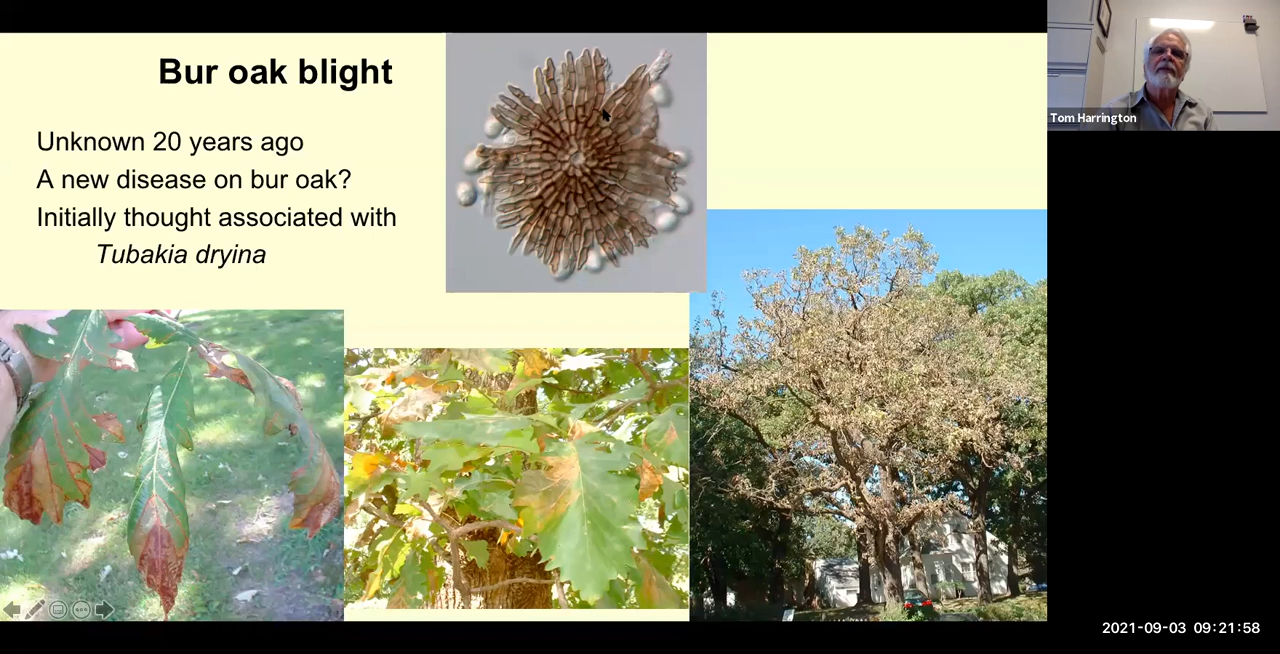 Bur oak blight
Unknown 20 years ago
A new disease on bur oak?
Initially thought associated with
Tubakia dryina
Tom Harrington
2021-09-03 09:21:58